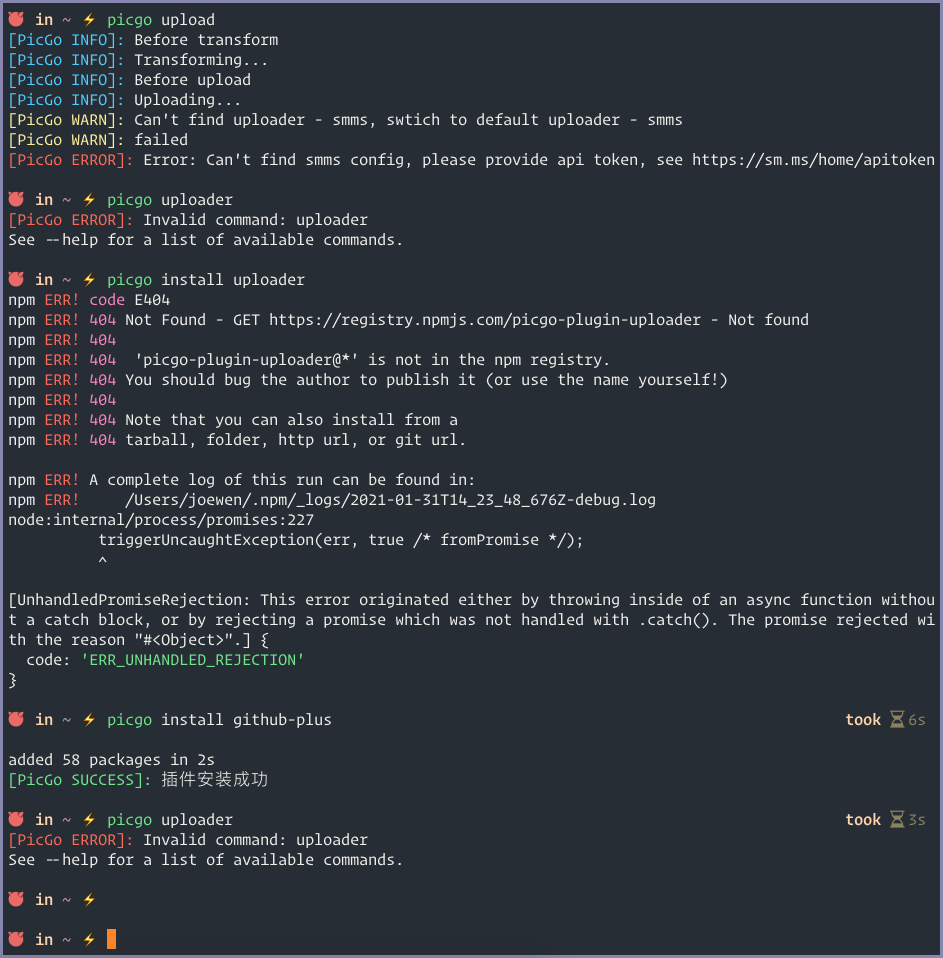 in ~ ⚡ picgo upload
[PicGo INFO]: Before transform
[PicGo INFO]: Transforming...
[PicGo INFO]: Before upload
[PicGo INFO]: Uploading...
[PicGo WARN]: Can't find uploader - smms, swtich to default uploader - smms
[PicGo WARN]: failed
[PicGo ERROR]: Error: Can't find smms config, please provide api token, see https://sm.ms/home/apitoken
in ~ ⚡ picgo uploader
[PicGo ERROR]: Invalid command: uploader
See --help for a list of available commands.
in ~ ⚡ picgo install uploader
npm ERR! code E404
npm ERR! 404 Not Found - GET https://registry.npmjs.com/picgo-plugin-uploader - Not found
npm ERR! 404
npm ERR! 404  'picgo-plugin-uploader@*' is not in the npm registry.
npm ERR! 404 You should bug the author to publish it (or use the name yourself!)
npm ERR! 404
npm ERR! 404 Note that you can also install from a
npm ERR! 404 tarball, folder, http url, or git url.
npm ERR! A complete log of this run can be found in:
npm ERR!     /Users/joewen/.npm/_logs/2021-01-31T14_23_48_676Z-debug.log
node:internal/process/promises:227
triggerUncaughtException(err, true /* fromPromise */);
^
[UnhandledPromiseRejection: This error originated either by throwing inside of an async function withou
t a catch block, or by rejecting a promise which was not handled with .catch(). The promise rejected wi
th the reason "#<Object>".] {
code: 'ERR_UNHANDLED_REJECTION'
}
in ~ ⚡ picgo install github-plus took ⏳6s
added 58 packages in 2s
[PicGo SUCCESS]: 插件安装成功
in ~ ⚡ picgo uploader took ⏳3s
[PicGo ERROR]: Invalid command: uploader
See --help for a list of available commands.
in ~ ⚡
in ~ ⚡